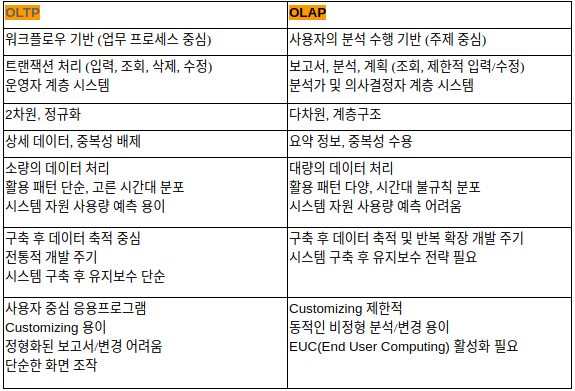 OLTP
OLAP
워크플로우 기반 (업무 프로세스 중심)
사용자의 분석 수행 기반 (주제 중심)
트랜잭션 처리 (입력, 조회, 삭제, 수정)
운영자 계층 시스템
보고서, 분석, 계획 (조회, 제한적 입력/수정)
분석가 및 의사결정자 계층 시스템
2차원, 정규화
다차원, 계층구조
상세 데이터, 중복성 배제
요약 정보, 중복성 수용
소량의 데이터 처리
활용 패턴 단순, 고른 시간대 분포
시스템 자원 사용량 예측 용이
대량의 데이터 처리
활용 패턴 다양, 시간대 불규칙 분포
시스템 자원 사용량 예측 어려움
구축 후 데이터 축적 중심
전통적 개발 주기
시스템 구축 후 유지보수 단순
구축 후 데이터 축적 및 반복 확장 개발 주기
시스템 구축 후 유지보수 전략 필요
사용자 중심 응용프로그램
Customizing 용이
정형화된 보고서/변경 어려움
단순한 화면 조작
Customizing 제한적
동적인 비정형 분석/변경 용이
EUC(End User Computing) 활성화 필요